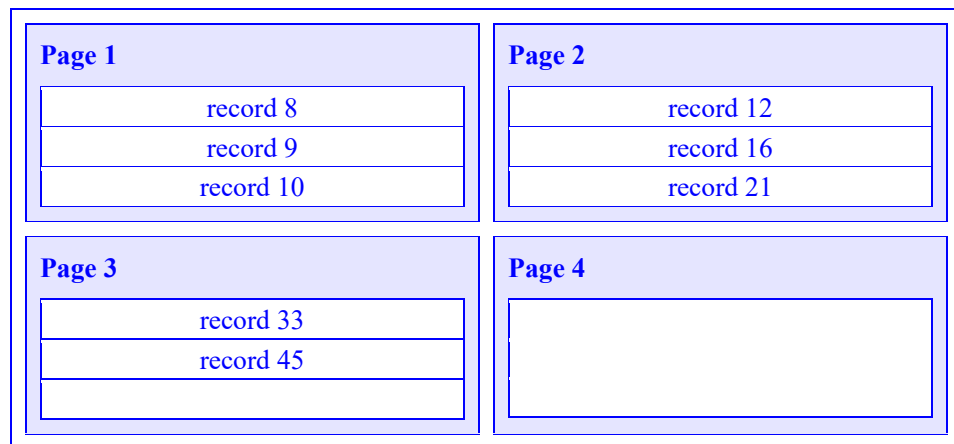 Page 1
record 8
record 9
record 10
Page 2
record 12
record 16
record 21
Page 3
record 33
record 45
Page 4